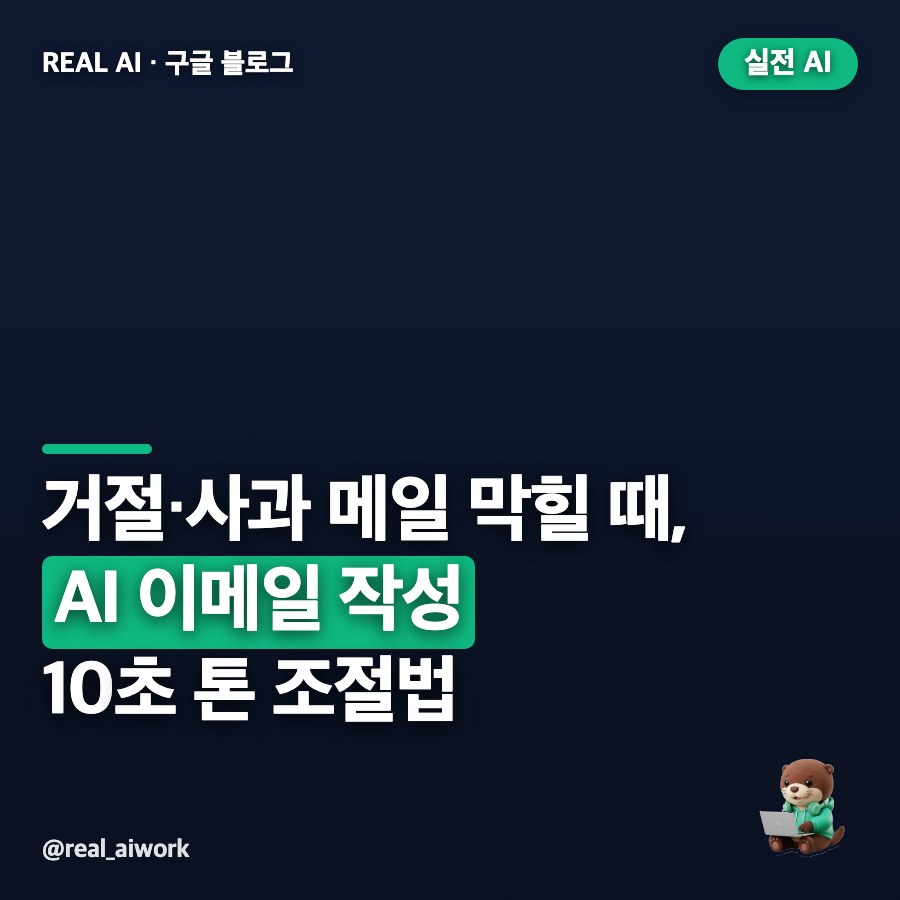 REAL AI · 구글 블로그
실전 AI
거절·사과 메일 막힐 때,
AI 이메일 작성
10초 톤 조절법
@real_aiwork